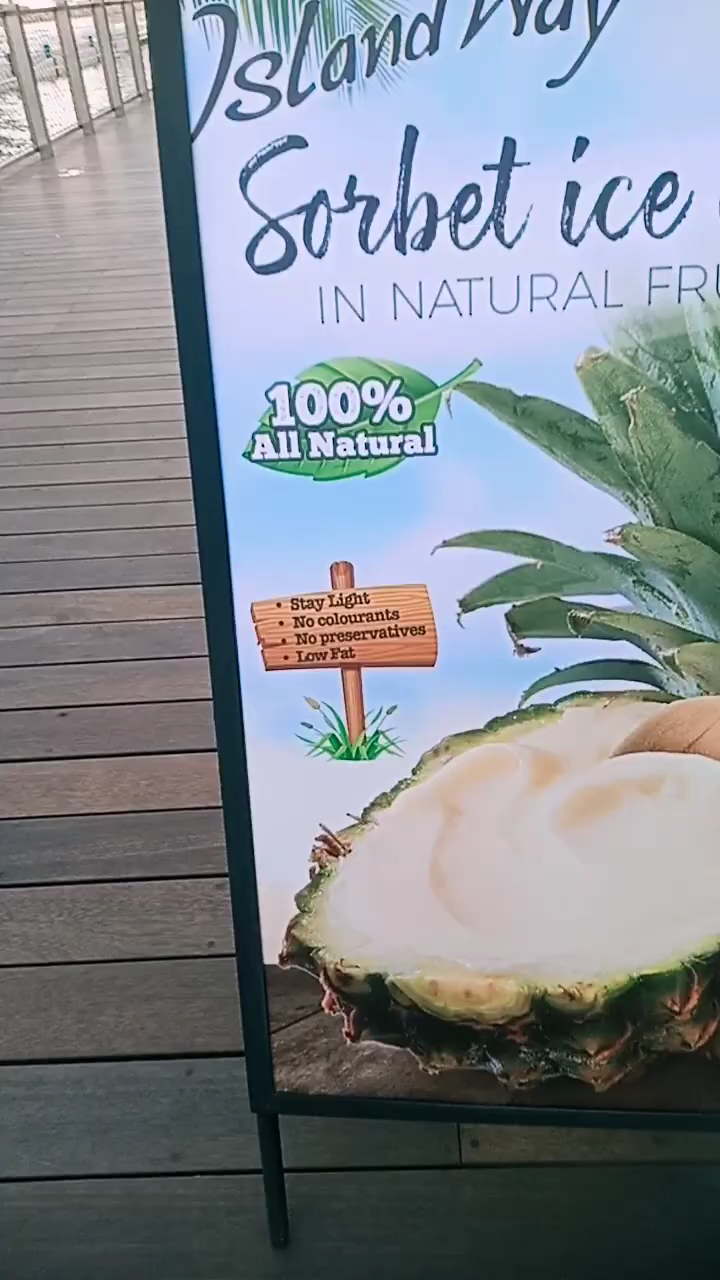 Island Way
Sorbet ice
IN NATURAL FRU
100%
All Natural
• Stay Light
• No colourants
• No preservatives
• Low Fat